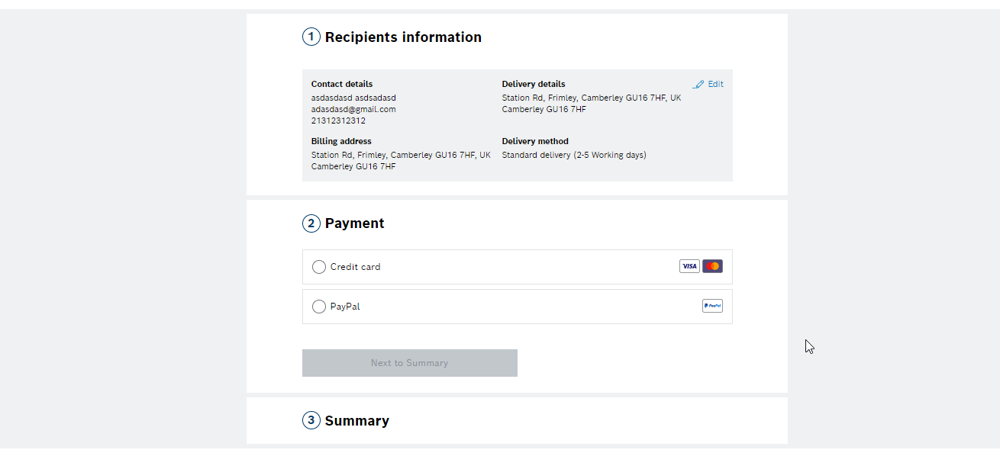 1 Recipients information
Contact details
asdasdasd asdsadasd
adasdasd@gmail.com
21312312312
Delivery details
Edit
Station Rd, Frimley, Camberley GU16 7HF, UK
Camberley GU16 7HF
Billing address
Station Rd, Frimley, Camberley GU16 7HF, UK
Camberley GU16 7HF
Delivery method
Standard delivery (2-5 Working days)
2 Payment
Credit card
VISA
PayPal
PayPal
Next to Summary
3 Summary